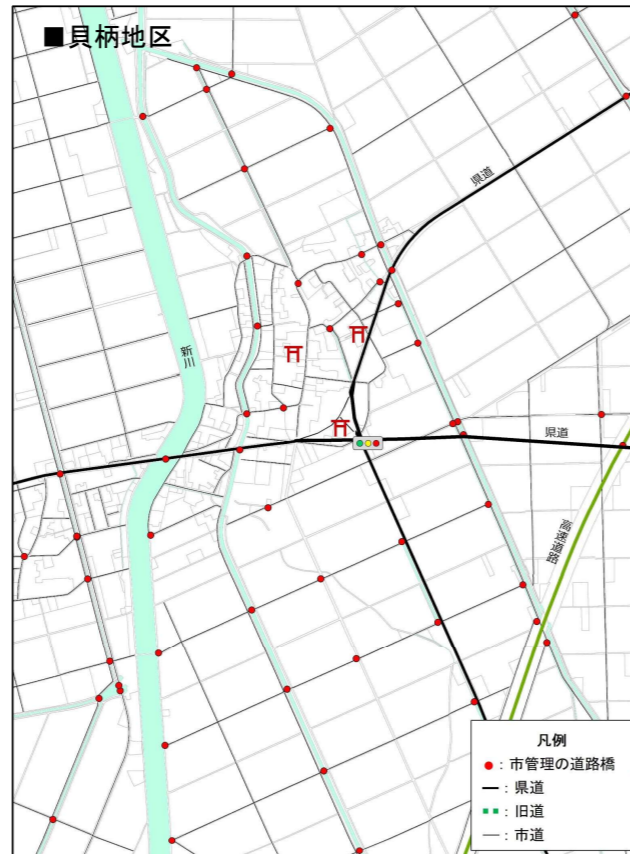 ■貝柄地区
県道
新川
県道
高速道路
凡例
●：市管理の道路橋
━：県道
▪▪：旧道
─：市道